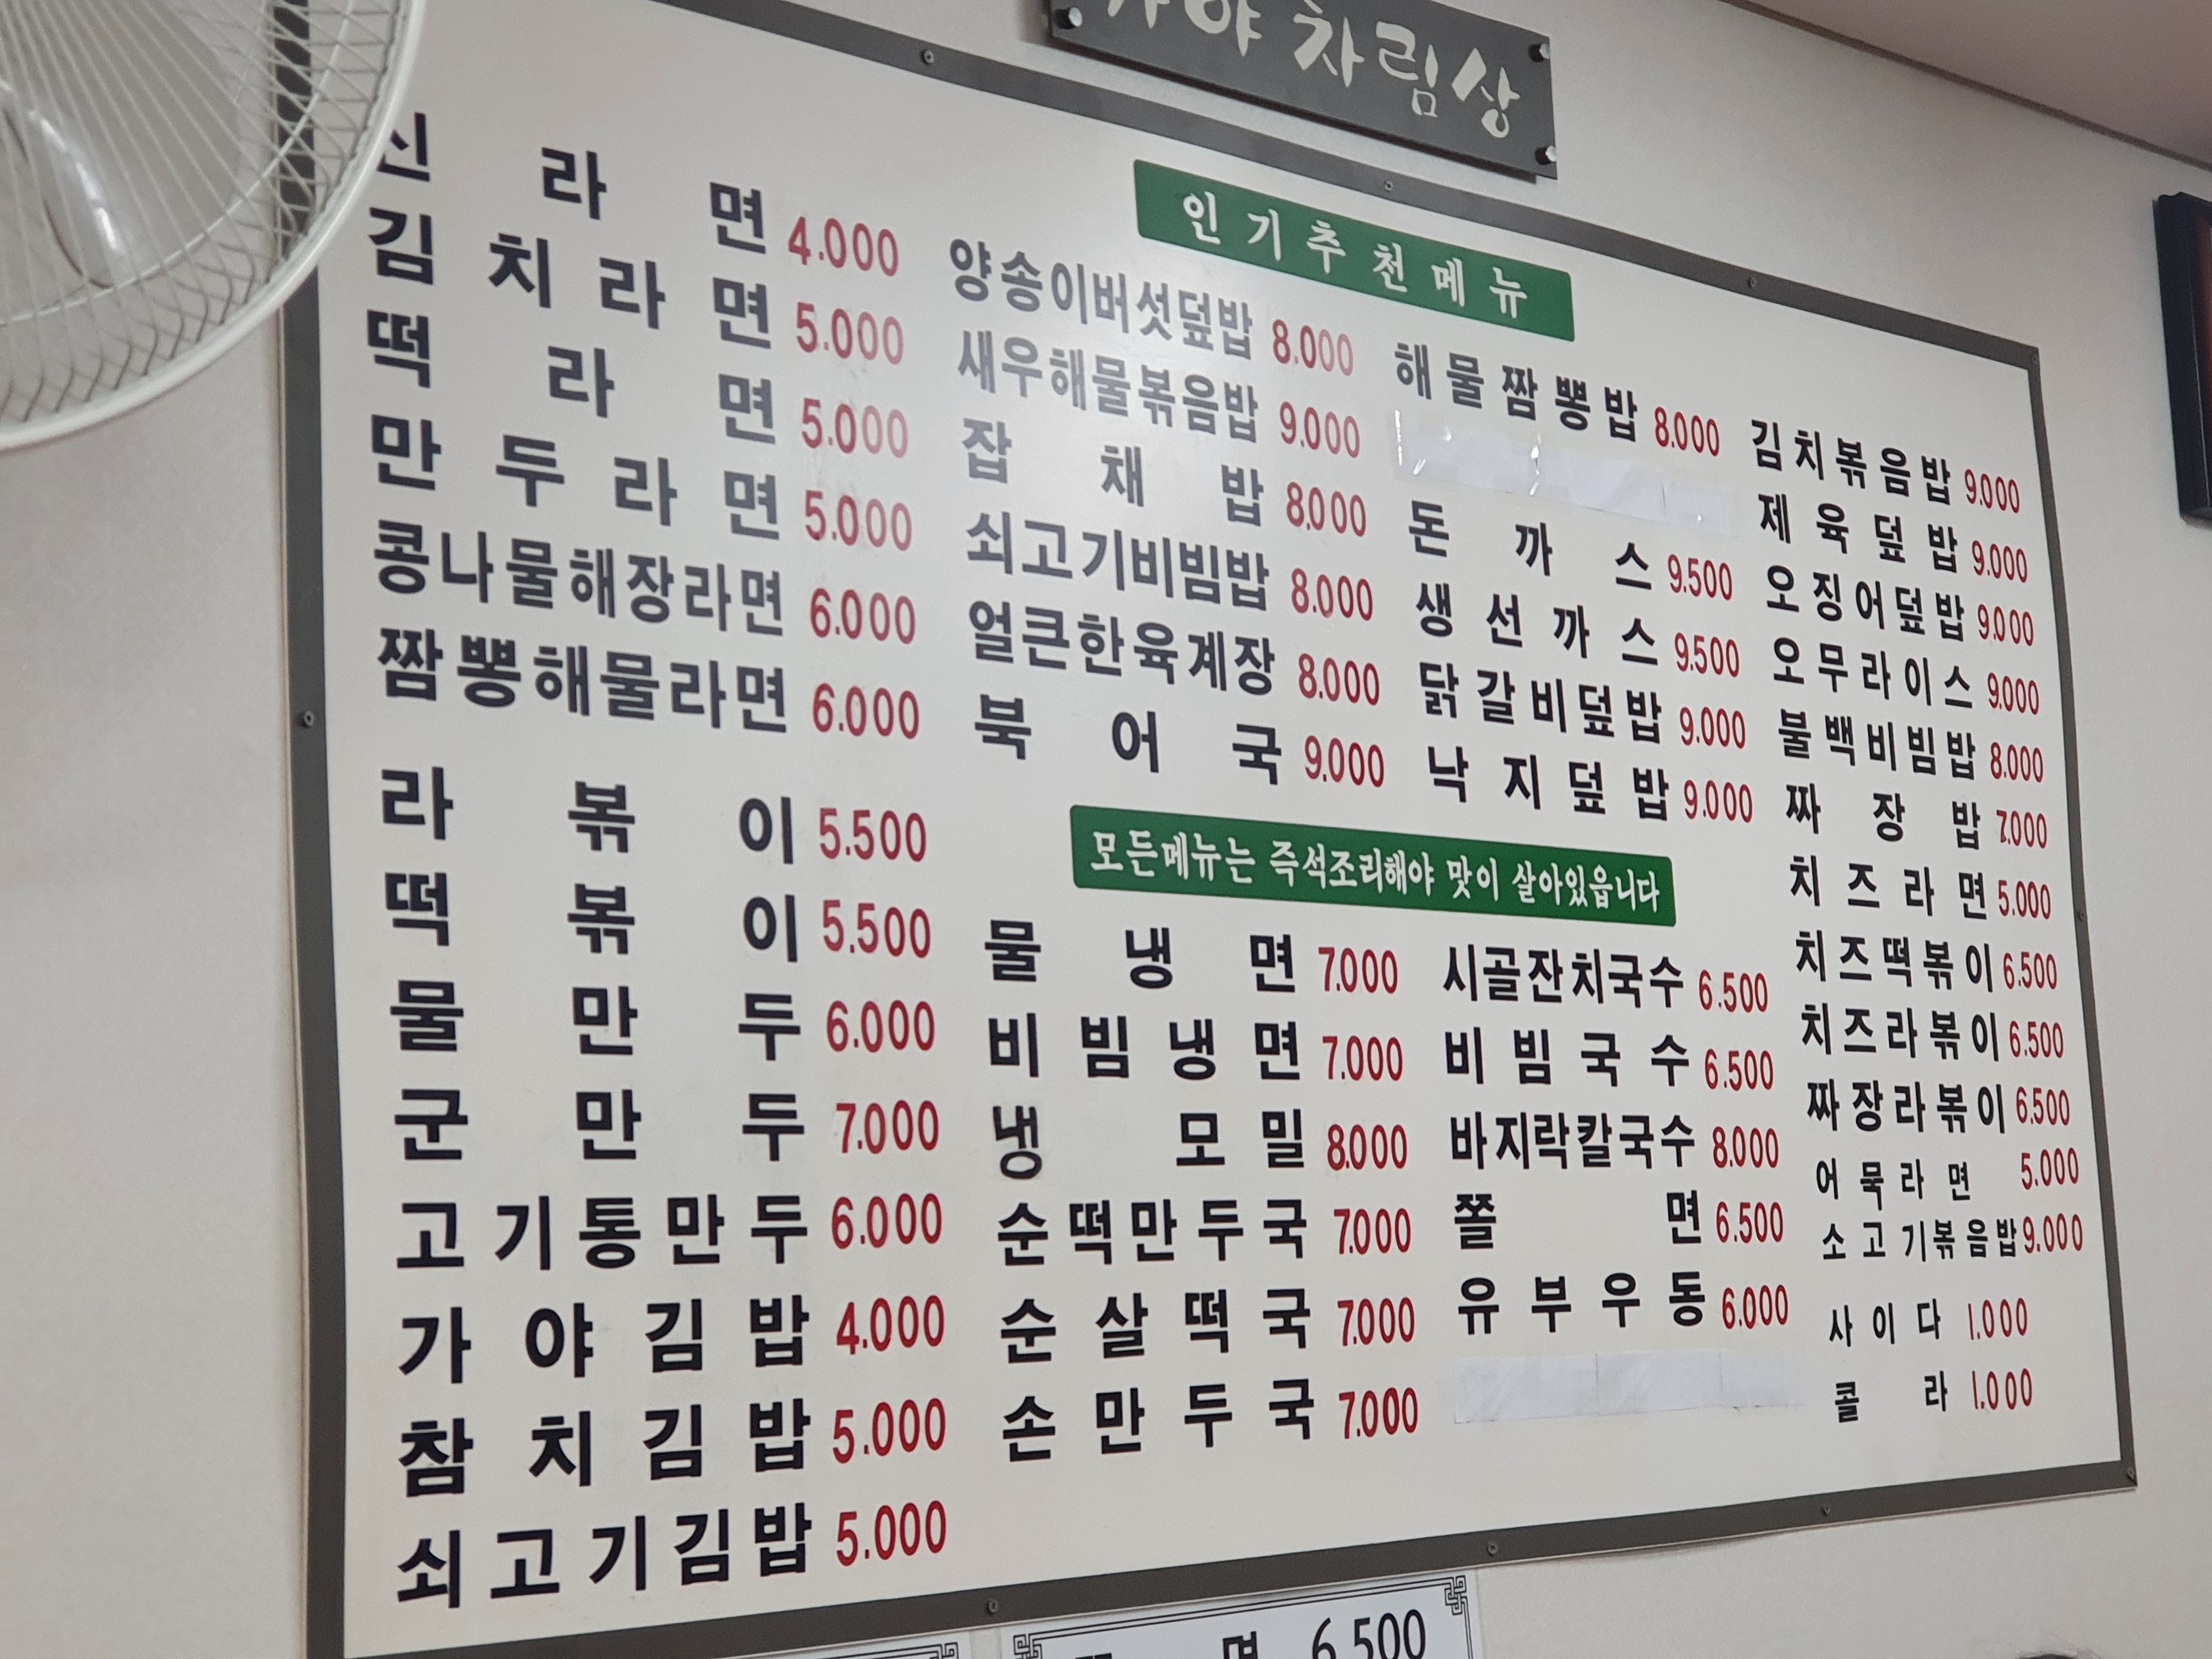 가야차림상
신라면 4.000
김치라면 5.000
떡라면 5.000
만두라면 5.000
콩나물해장라면 6.000
짬뽕해물라면 6.000
라볶이 5.500
떡볶이 5.500
물만두 6.000
군만두 7.000
고기통만두 6.000
가야김밥 4.000
참치김밥 5.000
쇠고기김밥 5.000
인기추천메뉴
양송이버섯덮밥 8.000
새우해물볶음밥 9.000
잡채밥 8.000
쇠고기비빔밥 8.000
얼큰한육계장 8.000
북어국 9.000
해물짬뽕밥 8.000
돈까스 9.500
생선까스 9.500
닭갈비덮밥 9.000
낙지덮밥 9.000
모든메뉴는 즉석조리해야 맛이 살아있읍니다
물냉면 7.000
비빔냉면 7.000
냉모밀 8.000
순떡만두국 7.000
순살떡국 7.000
손만두국 7.000
시골잔치국수 6.500
비빔국수 6.500
바지락칼국수 8.000
쫄면 6.500
유부우동 6.000
김치볶음밥 9.000
제육덮밥 9.000
오징어덮밥 9.000
오무라이스 9.000
불백비빔밥 8.000
짜장밥 7.000
치즈라면 5.000
치즈떡볶이 6.500
치즈라볶이 6.500
짜장라볶이 6.500
어묵라면 5.000
소고기볶음밥 9.000
사이다 1.000
콜라 1.000
면 6.500